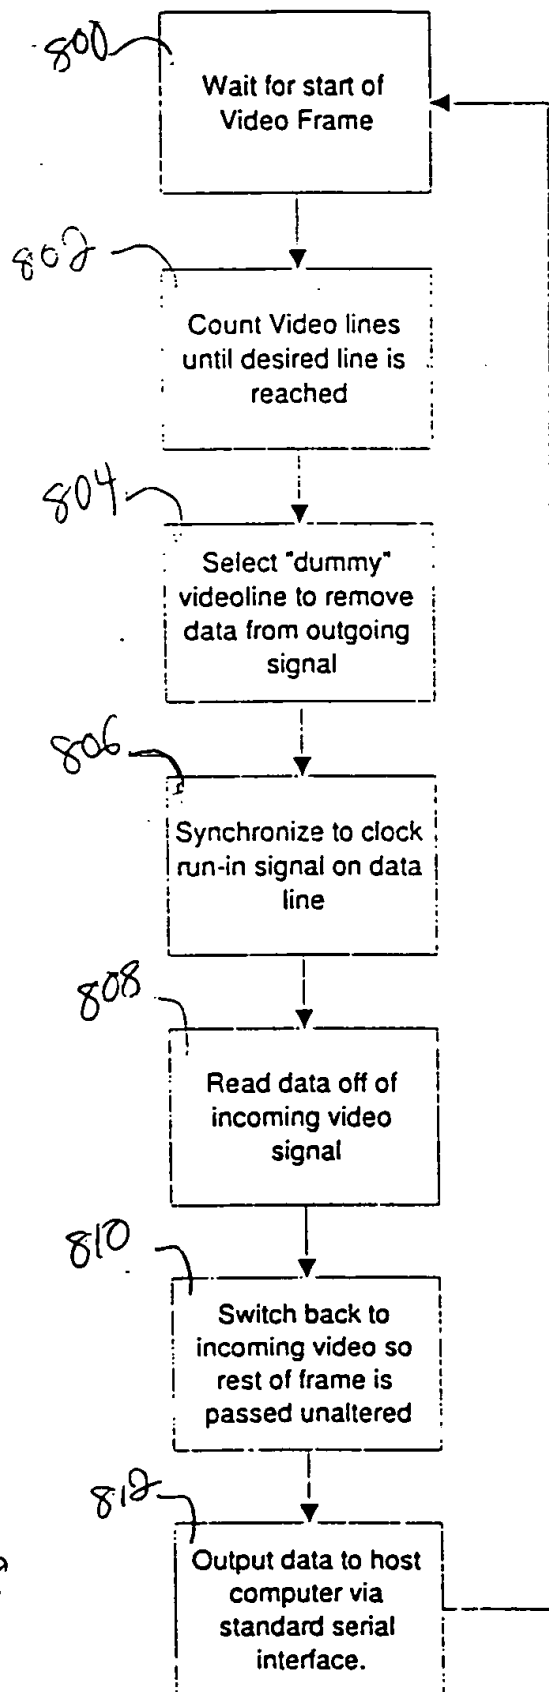 800
Wait for start of
Video Frame
802
Count Video lines
until desired line is
reached
804
Select "dummy"
videoline to remove
data from outgoing
signal
806
Synchronize to clock
run-in signal on data
line
808
Read data off of
incoming video
signal
810
Switch back to
incoming video so
rest of frame is
passed unaltered
812
Output data to host
computer via
standard serial
interface.